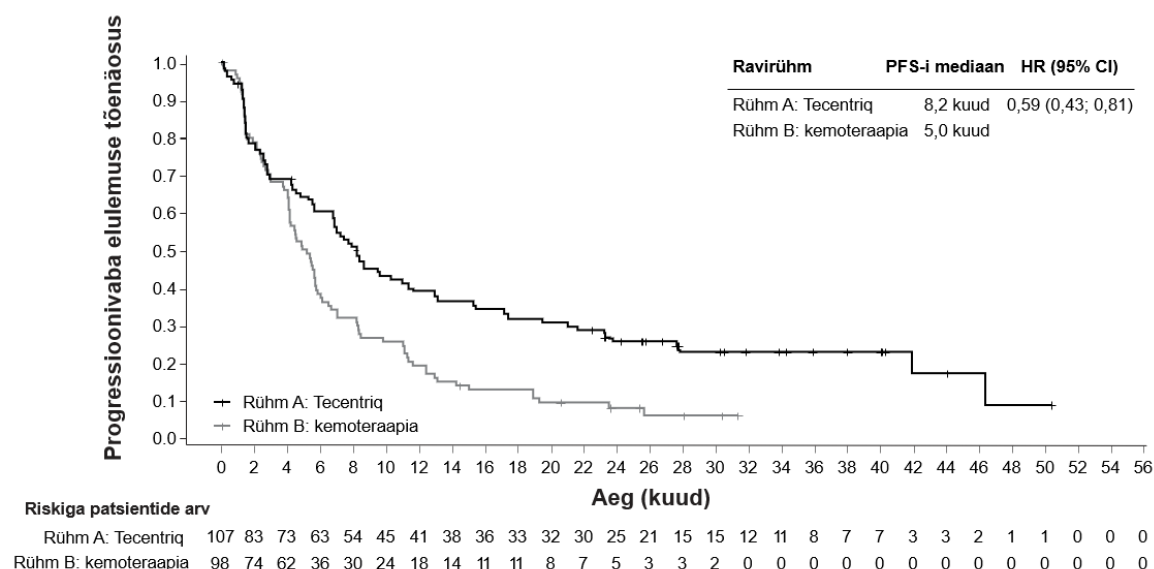 Progressioonivaba elulemuse tõenäosus
1.0
0.9
0.8
0.7
0.6
0.5
0.4
0.3
0.2
0.1
0.0
Ravirühm PFS-i mediaan HR (95% CI)
Rühm A: Tecentriq 8,2 kuud 0,59 (0,43; 0,81)
Rühm B: kemoteraapia 5,0 kuud
Rühm A: Tecentriq
Rühm B: kemoteraapia
0 2 4 6 8 10 12 14 16 18 20 22 24 26 28 30 32 34 36 38 40 42 44 46 48 50 52 54 56
Aeg (kuud)
Riskiga patsientide arv
Rühm A: Tecentriq 107 83 73 63 54 45 41 38 36 33 32 30 25 21 15 15 12 11 8 7 7 3 3 2 1 1 0 0 0
Rühm B: kemoteraapia 98 74 62 36 30 24 18 14 11 11 8 7 5 3 3 2 0 0 0 0 0 0 0 0 0 0 0 0 0